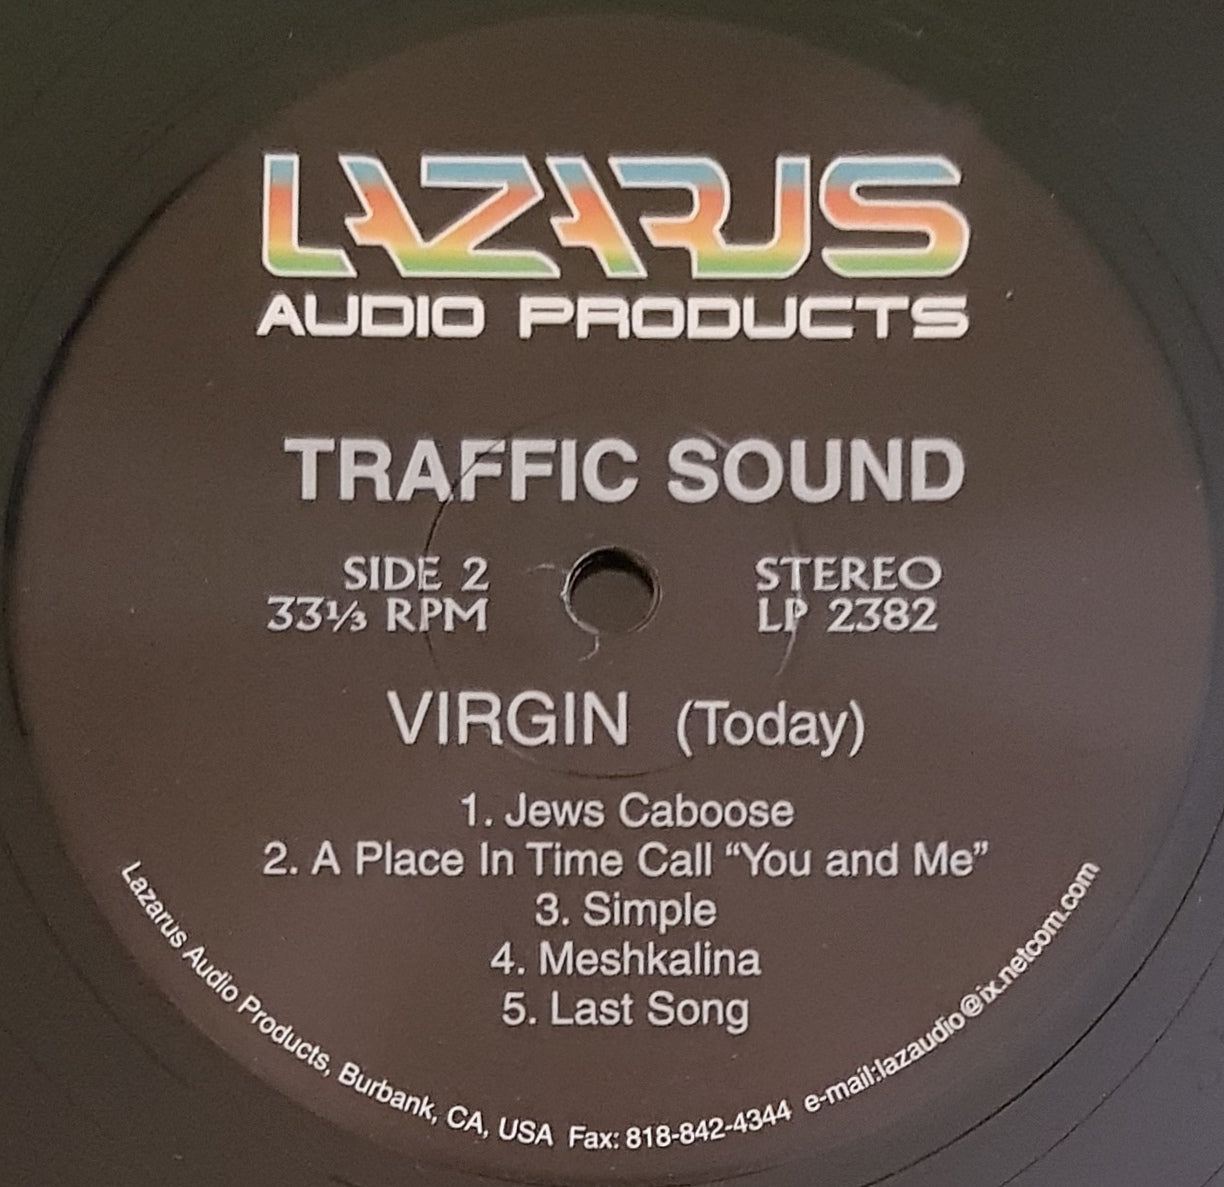 LAZARUS
AUDIO PRODUCTS
TRAFFIC SOUND
SIDE 2
33⅓ RPM
STEREO
LP 2382
VIRGIN (Today)
1. Jews Caboose
2. A Place In Time Call “You and Me”
3. Simple
4. Meshkalina
5. Last Song
Lazarus Audio Products, Burbank, CA, USA Fax: 818-842-4344 e-mail:lazaudio@ix.netcom.com